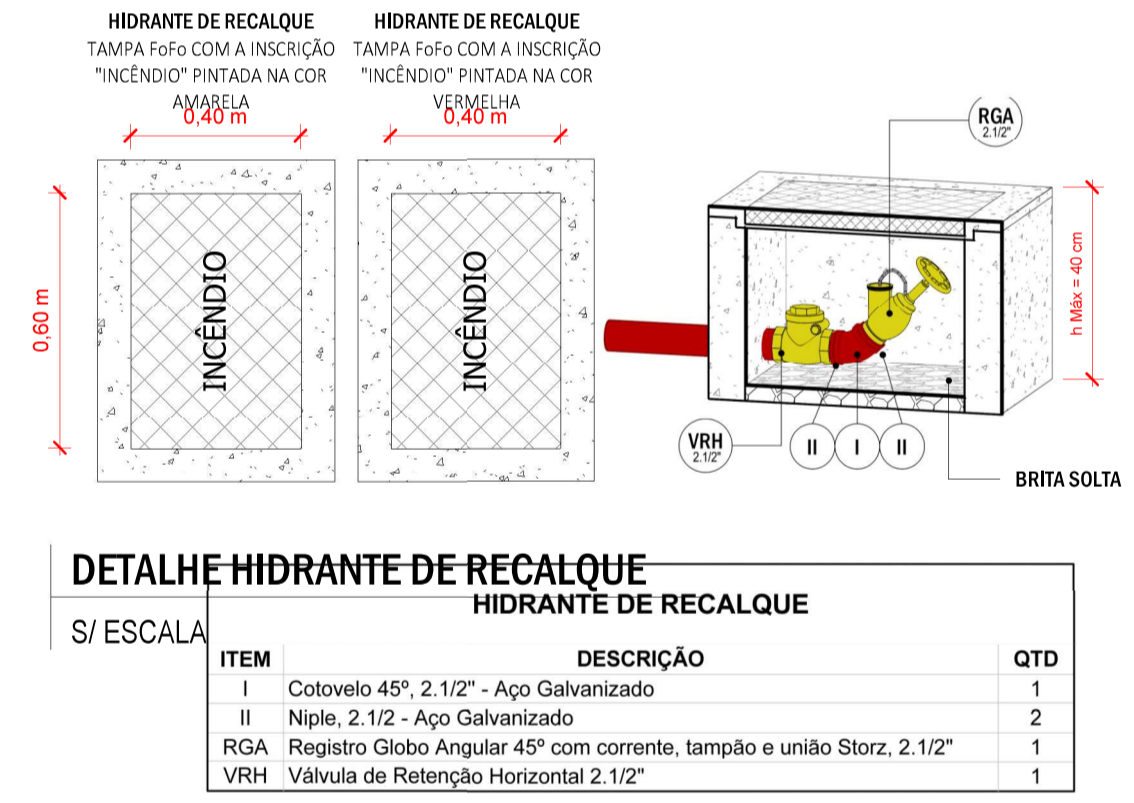 HIDRANTE DE RECALQUE
TAMPA FoFo COM A INSCRIÇÃO
"INCÊNDIO" PINTADA NA COR
AMARELA
0,40 m
HIDRANTE DE RECALQUE
TAMPA FoFo COM A INSCRIÇÃO
"INCÊNDIO" PINTADA NA COR
VERMELHA
0,40 m
0,60 m
INCÊNDIO
INCÊNDIO
RGA
2.1/2"
h Máx = 40 cm
VRH
2.1/2"
II
I
II
BRITA SOLTA
DETALHE HIDRANTE DE RECALQUE
S/ ESCALA
HIDRANTE DE RECALQUE
ITEM DESCRIÇÃO QTD
I Cotovelo 45º, 2.1/2" - Aço Galvanizado 1
II Niple, 2.1/2 - Aço Galvanizado 2
RGA Registro Globo Angular 45º com corrente, tampão e união Storz, 2.1/2" 1
VRH Válvula de Retenção Horizontal 2.1/2" 1